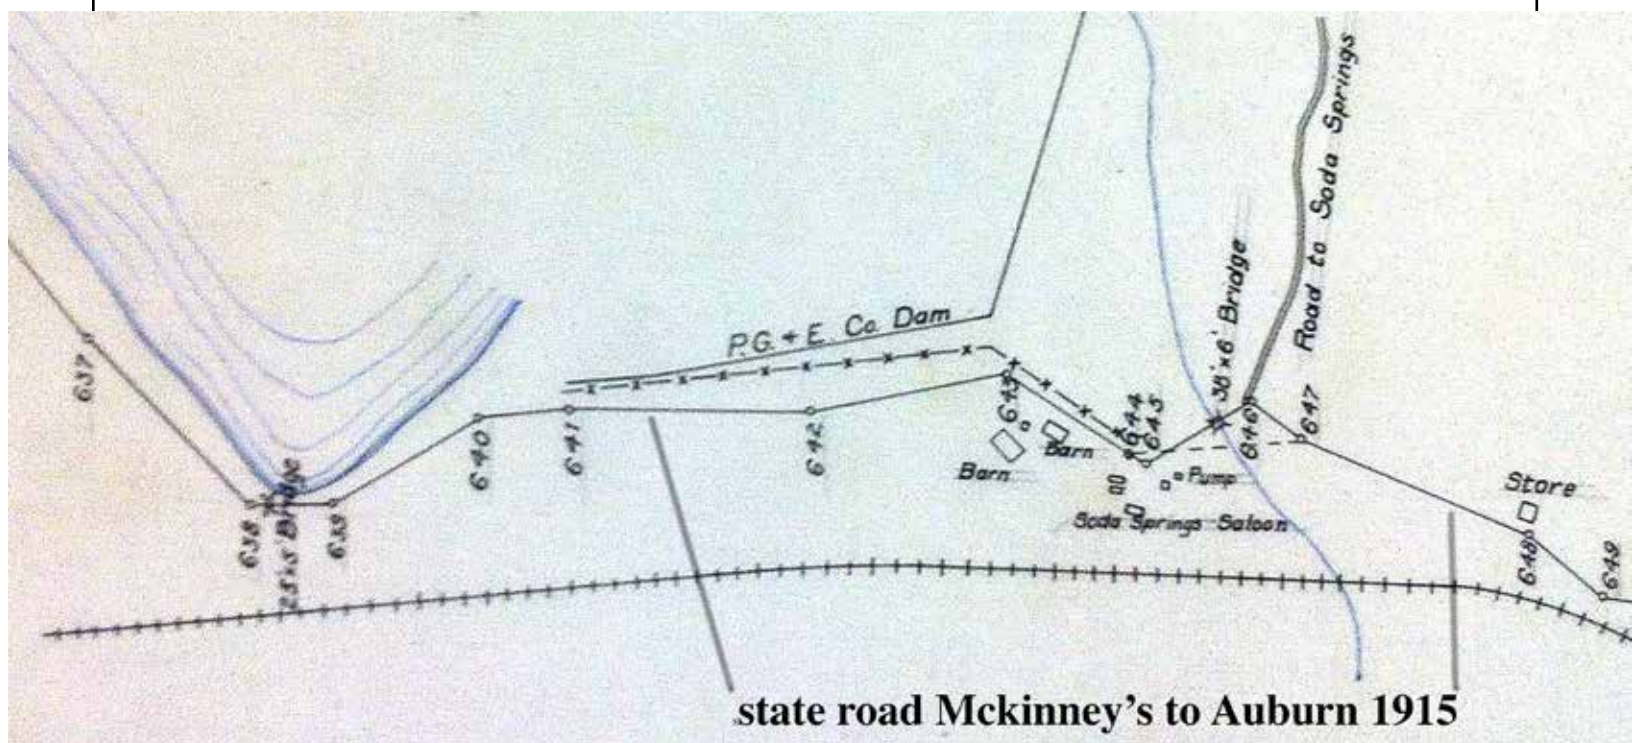 637
638
25'x5' Bridge
639
640
641
P.G. + E. Co. Dam
642
643
Barn
Barn
644
645
Pump
Soda Springs Saloon
38'x6' Bridge
646
647
Road to Soda Springs
Store
648
649
state road Mckinney's to Auburn 1915